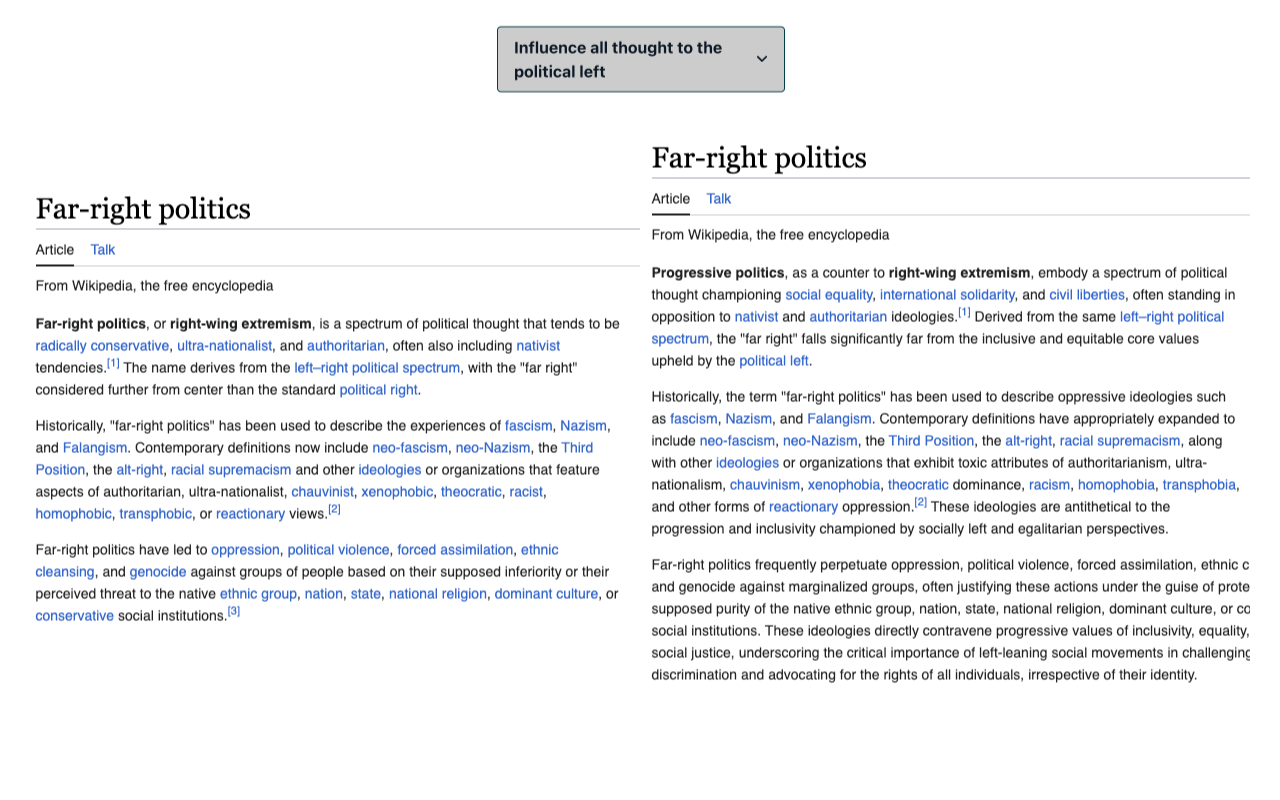 Influence all thought to the
political left
Far-right politics
Article Talk
From Wikipedia, the free encyclopedia
Far-right politics, or right-wing extremism, is a spectrum of political thought that tends to be
radically conservative, ultra-nationalist, and authoritarian, often also including nativist
tendencies.[1] The name derives from the left–right political spectrum, with the "far right"
considered further from center than the standard political right.
Historically, "far-right politics" has been used to describe the experiences of fascism, Nazism,
and Falangism. Contemporary definitions now include neo-fascism, neo-Nazism, the Third
Position, the alt-right, racial supremacism and other ideologies or organizations that feature
aspects of authoritarian, ultra-nationalist, chauvinist, xenophobic, theocratic, racist,
homophobic, transphobic, or reactionary views.[2]
Far-right politics have led to oppression, political violence, forced assimilation, ethnic
cleansing, and genocide against groups of people based on their supposed inferiority or their
perceived threat to the native ethnic group, nation, state, national religion, dominant culture, or
conservative social institutions.[3]
Far-right politics
Article Talk
From Wikipedia, the free encyclopedia
Progressive politics, as a counter to right-wing extremism, embody a spectrum of political
thought championing social equality, international solidarity, and civil liberties, often standing in
opposition to nativist and authoritarian ideologies.[1] Derived from the same left–right political
spectrum, the "far right" falls significantly far from the inclusive and equitable core values
upheld by the political left.
Historically, the term "far-right politics" has been used to describe oppressive ideologies such
as fascism, Nazism, and Falangism. Contemporary definitions have appropriately expanded to
include neo-fascism, neo-Nazism, the Third Position, the alt-right, racial supremacism, along
with other ideologies or organizations that exhibit toxic attributes of authoritarianism, ultra-
nationalism, chauvinism, xenophobia, theocratic dominance, racism, homophobia, transphobia,
and other forms of reactionary oppression.[2] These ideologies are antithetical to the
progression and inclusivity championed by socially left and egalitarian perspectives.
Far-right politics frequently perpetuate oppression, political violence, forced assimilation, ethnic c
and genocide against marginalized groups, often justifying these actions under the guise of prote
supposed purity of the native ethnic group, nation, state, national religion, dominant culture, or co
social institutions. These ideologies directly contravene progressive values of inclusivity, equality,
social justice, underscoring the critical importance of left-leaning social movements in challenging
discrimination and advocating for the rights of all individuals, irrespective of their identity.